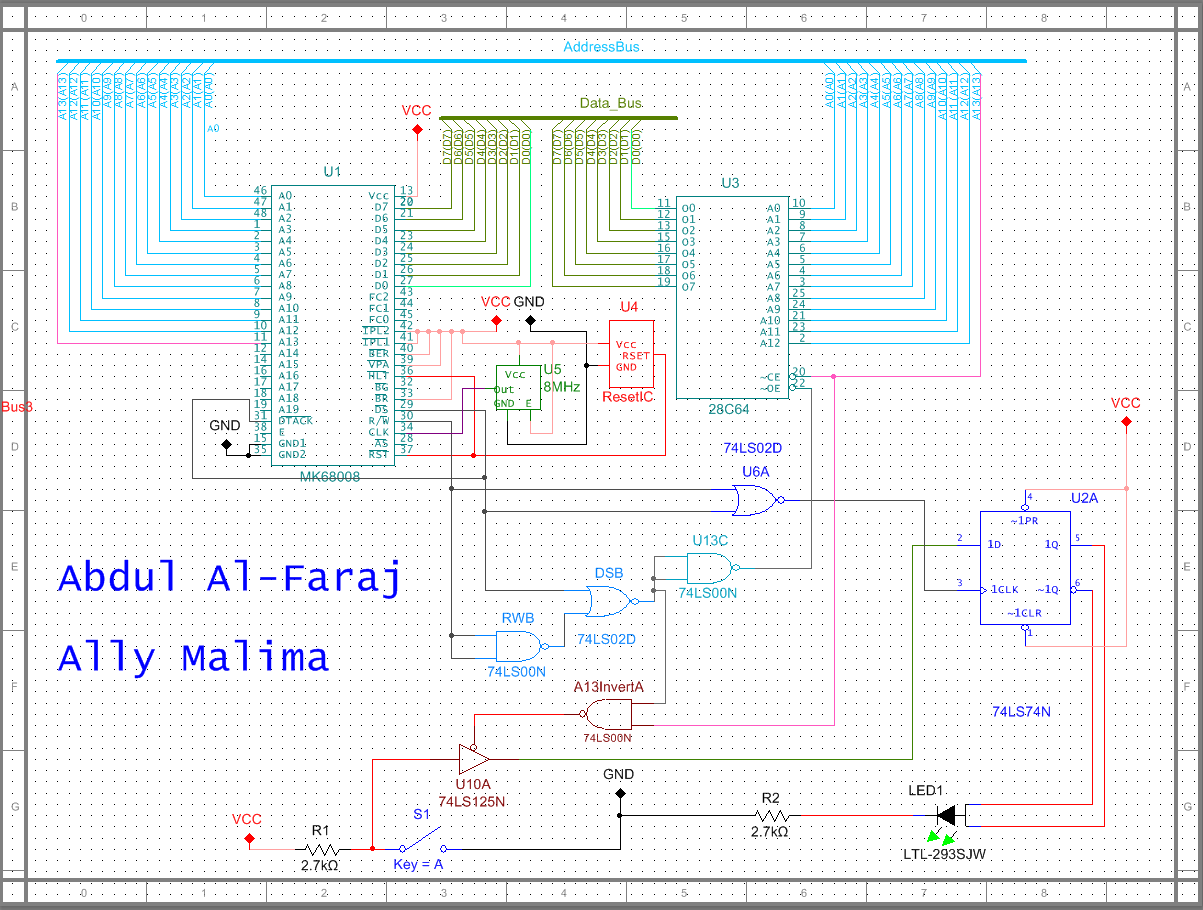 0 1 2 3 4 5 6 7 8
AddressBus
A13(A13) A12(A12) A11(A11) A10(A10) A9(A9) A8(A8) A7(A7) A6(A6) A5(A5) A4(A4) A3(A3) A2(A2) A1(A1) A0(A0)
A0(A0) A1(A1) A2(A2) A3(A3) A4(A4) A5(A5) A6(A6) A7(A7) A8(A8) A9(A9) A10(A10) A11(A11) A12(A12) A13(A13)
A A
A0
VCC
Data_Bus
D7(D7) D6(D6) D5(D5) D4(D4) D3(D3) D2(D2) D1(D1) D0(D0)
D7(D7) D6(D6) D5(D5) D4(D4) D3(D3) D2(D2) D1(D1) D0(D0)
U1
46 A0 Vcc 13
47 A1 D7 20
48 A2 D6 21
1 A3 D5
2 A4 D4 23
3 A5 D3 24
4 A6 D2 25
5 A7 D1 26
6 A8 D0 27
7 A9 FC2 43
8 A10 FC1 44
9 A11 FC0 45
10 A12 IPL2 42
11 A13 IPL1 41
12 A14 BER 40
14 A15 VPA 39
16 A16 HLT 36
17 A17 BG 32
18 A18 BR 33
19 A19 DS 29
31 DTACK R/W 30
38 E CLK 34
15 GND1 AS 28
35 GND2 RST 37
MK68008
U3
11 O0 A0 10
12 O1 A1 9
13 O2 A2 8
15 O3 A3 7
16 O4 A4 6
17 O5 A5 5
18 O6 A6 4
19 O7 A7 3
A8 25
A9 24
A10 21
A11 23
A12 2
~CE 20
~OE 22
28C64
B B
C C
VCC GND
U4
Vcc
RSET
GND
ResetIC
U5
8MHz
Vcc
Out
GND E
Bus3
GND
D D
VCC
74LS02D
U6A
U2A
4
~1PR
2 1D 1Q 5
3 1CLK ~1Q 6
~1CLR
1
74LS74N
E E
Abdul Al-Faraj
U13C
74LS00N
DSB
74LS02D
RWB
74LS00N
Ally Malima
F F
A13InvertA
74LS00N
U10A
74LS125N
G G
GND
VCC
R1
2.7kΩ
S1
Key = A
R2
2.7kΩ
LED1
LTL-293SJW
0 1 2 3 4 5 6 7 8